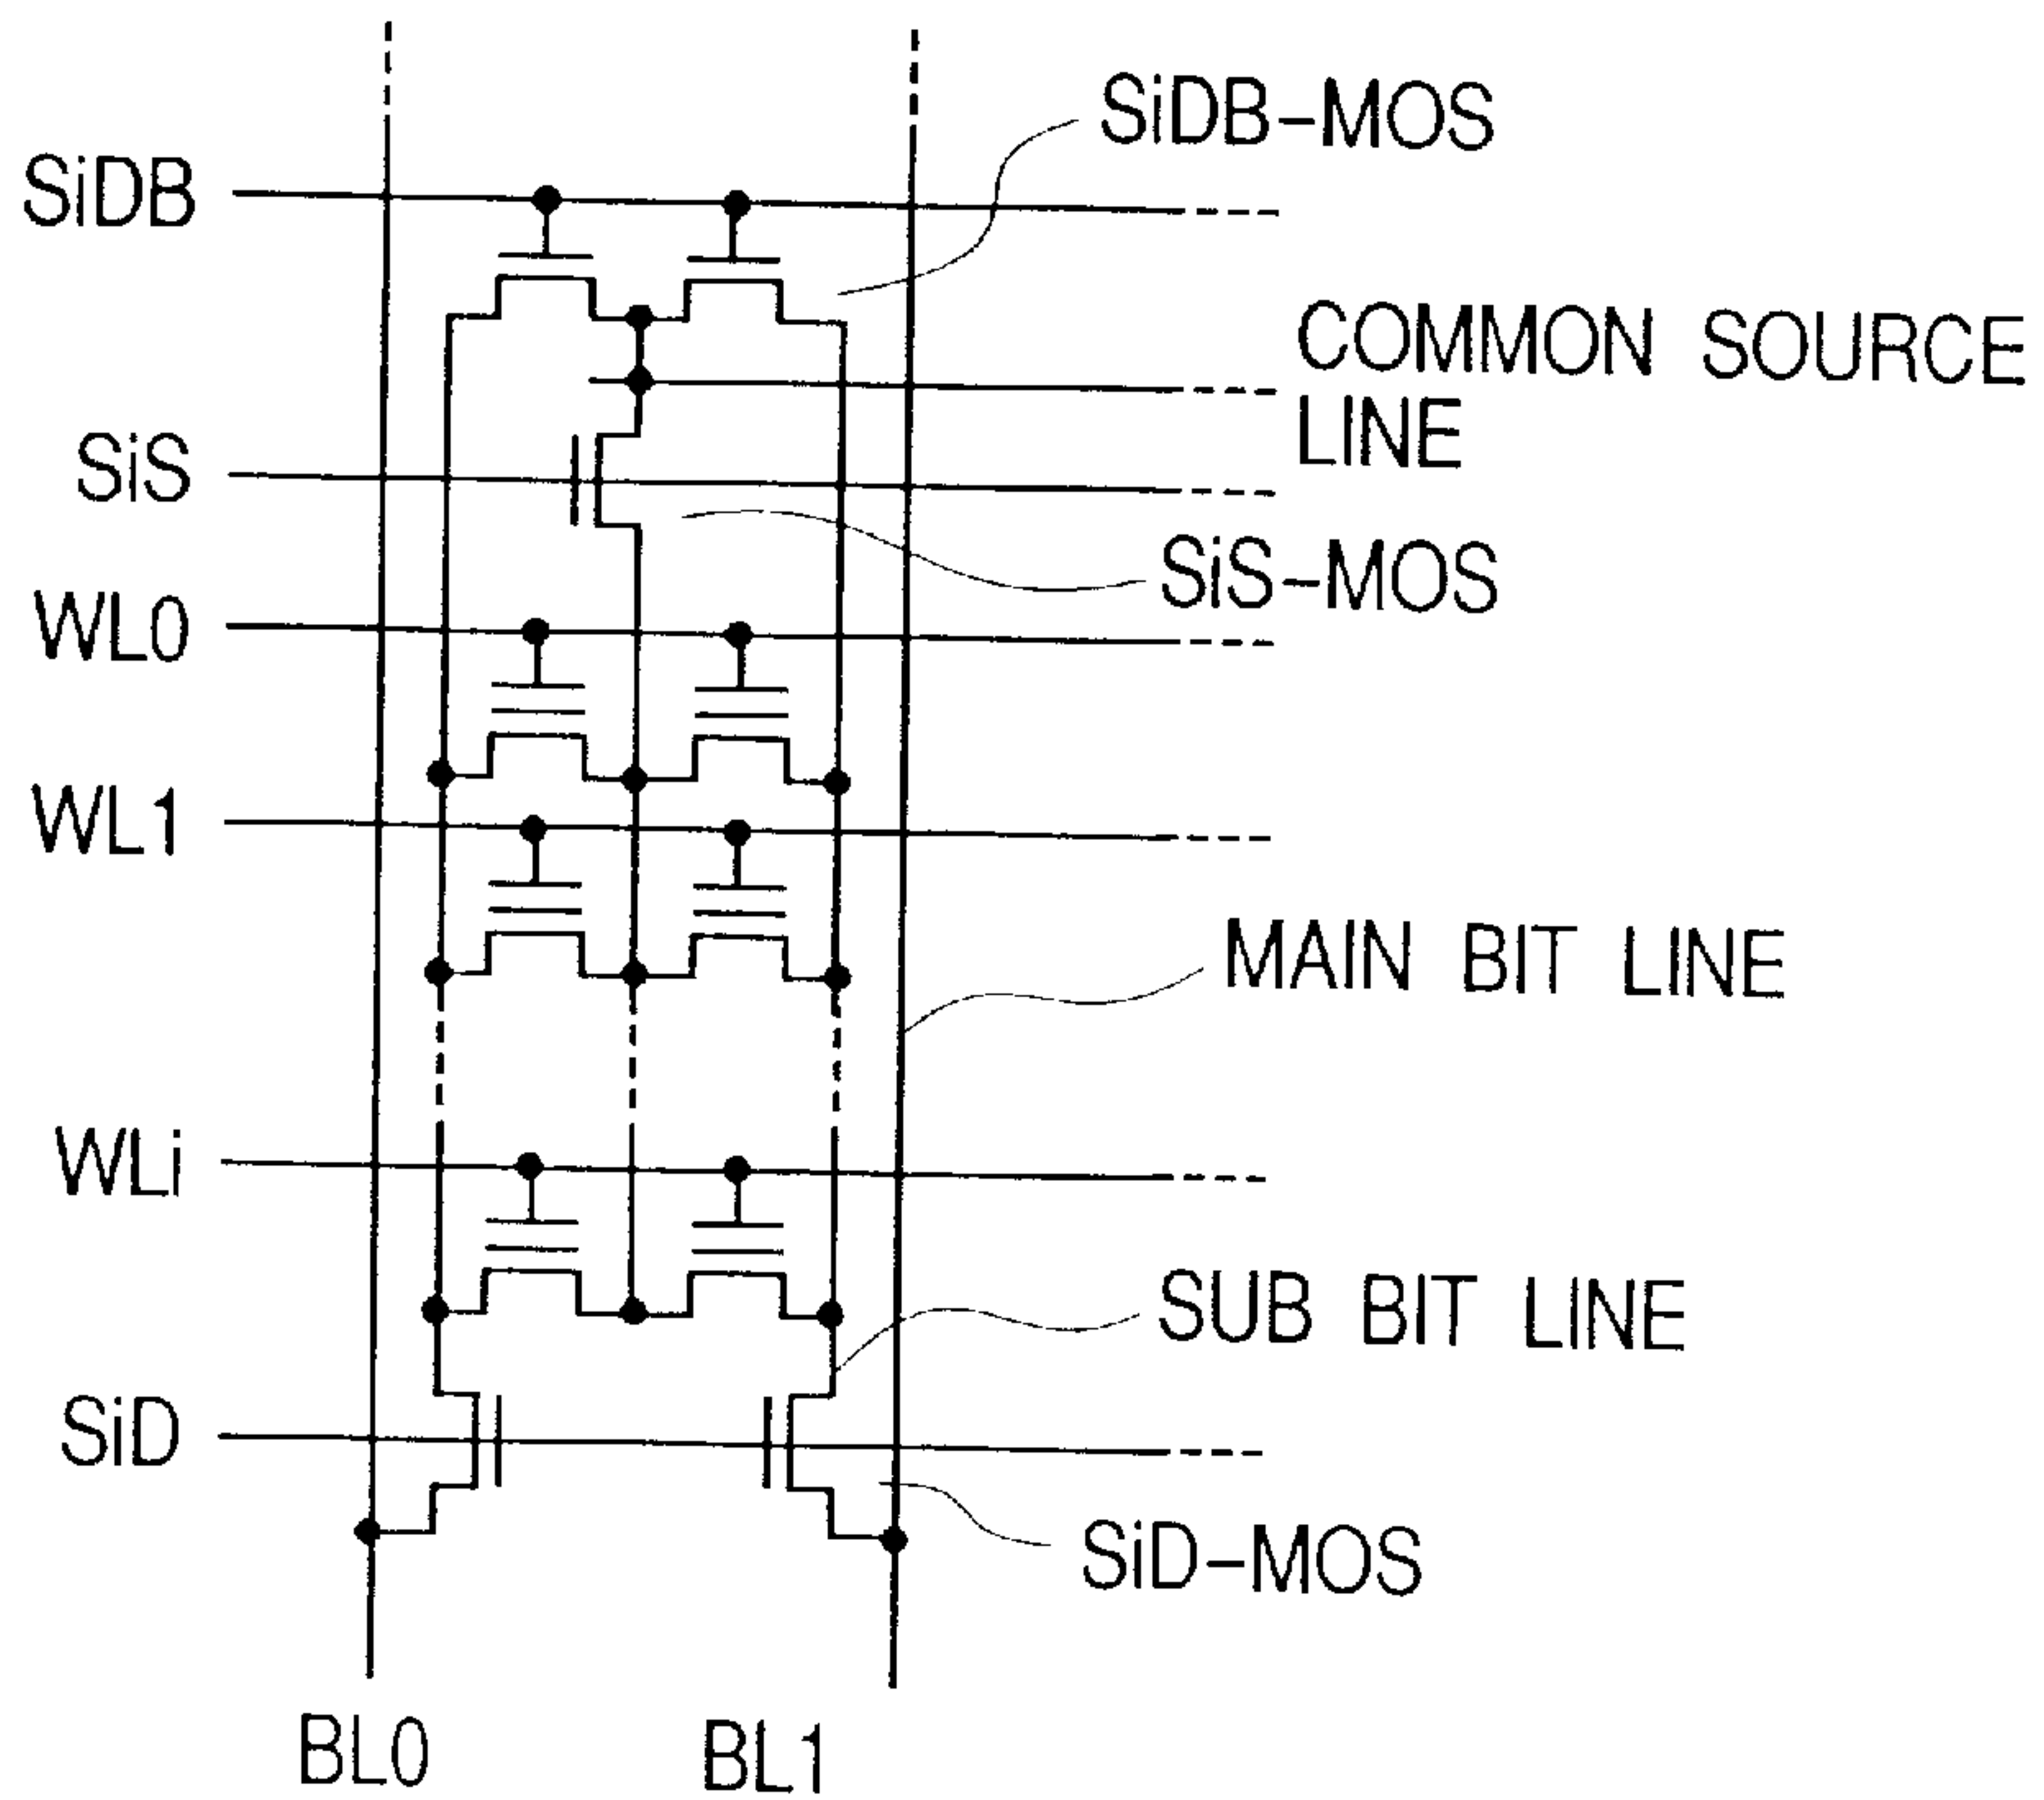 SiDB-MOS
SiDB
COMMON SOURCE
LINE
SiS
SiS-MOS
WL0
WL1
MAIN BIT LINE
WLi
SUB BIT LINE
SiD
SiD-MOS
BL0
BL1